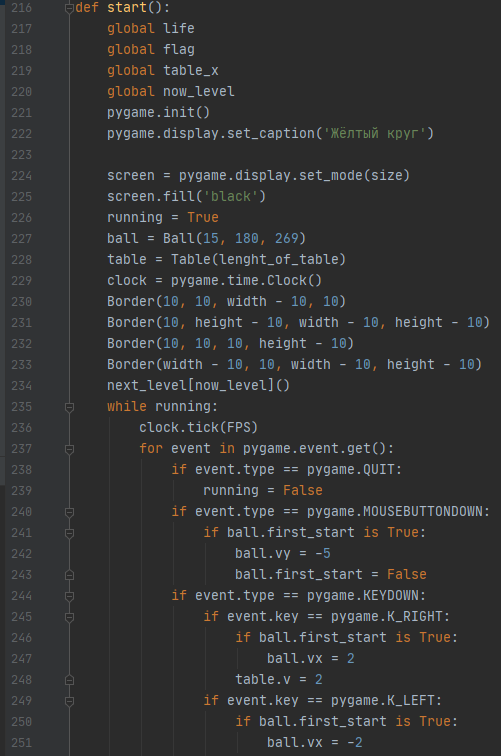 216 def start():
217     global life
218     global flag
219     global table_x
220     global now_level
221     pygame.init()
222     pygame.display.set_caption('Жёлтый круг')
223
224     screen = pygame.display.set_mode(size)
225     screen.fill('black')
226     running = True
227     ball = Ball(15, 180, 269)
228     table = Table(lenght_of_table)
229     clock = pygame.time.Clock()
230     Border(10, 10, width - 10, 10)
231     Border(10, height - 10, width - 10, height - 10)
232     Border(10, 10, 10, height - 10)
233     Border(width - 10, 10, width - 10, height - 10)
234     next_level[now_level]()
235     while running:
236         clock.tick(FPS)
237         for event in pygame.event.get():
238             if event.type == pygame.QUIT:
239                 running = False
240             if event.type == pygame.MOUSEBUTTONDOWN:
241                 if ball.first_start is True:
242                     ball.vy = -5
243                     ball.first_start = False
244             if event.type == pygame.KEYDOWN:
245                 if event.key == pygame.K_RIGHT:
246                     if ball.first_start is True:
247                         ball.vx = 2
248                     table.v = 2
249                 if event.key == pygame.K_LEFT:
250                     if ball.first_start is True:
251                         ball.vx = -2